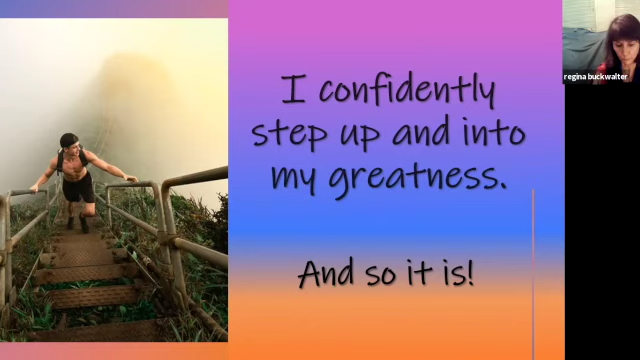 I confidently
step up and into
my greatness.
And so it is!
regina buckwalter